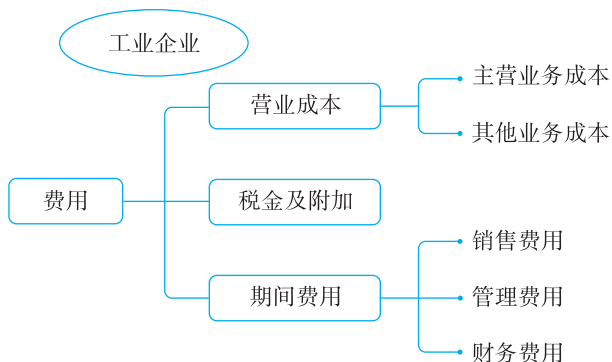 工业企业
费用
营业成本
主营业务成本
其他业务成本
税金及附加
期间费用
销售费用
管理费用
财务费用